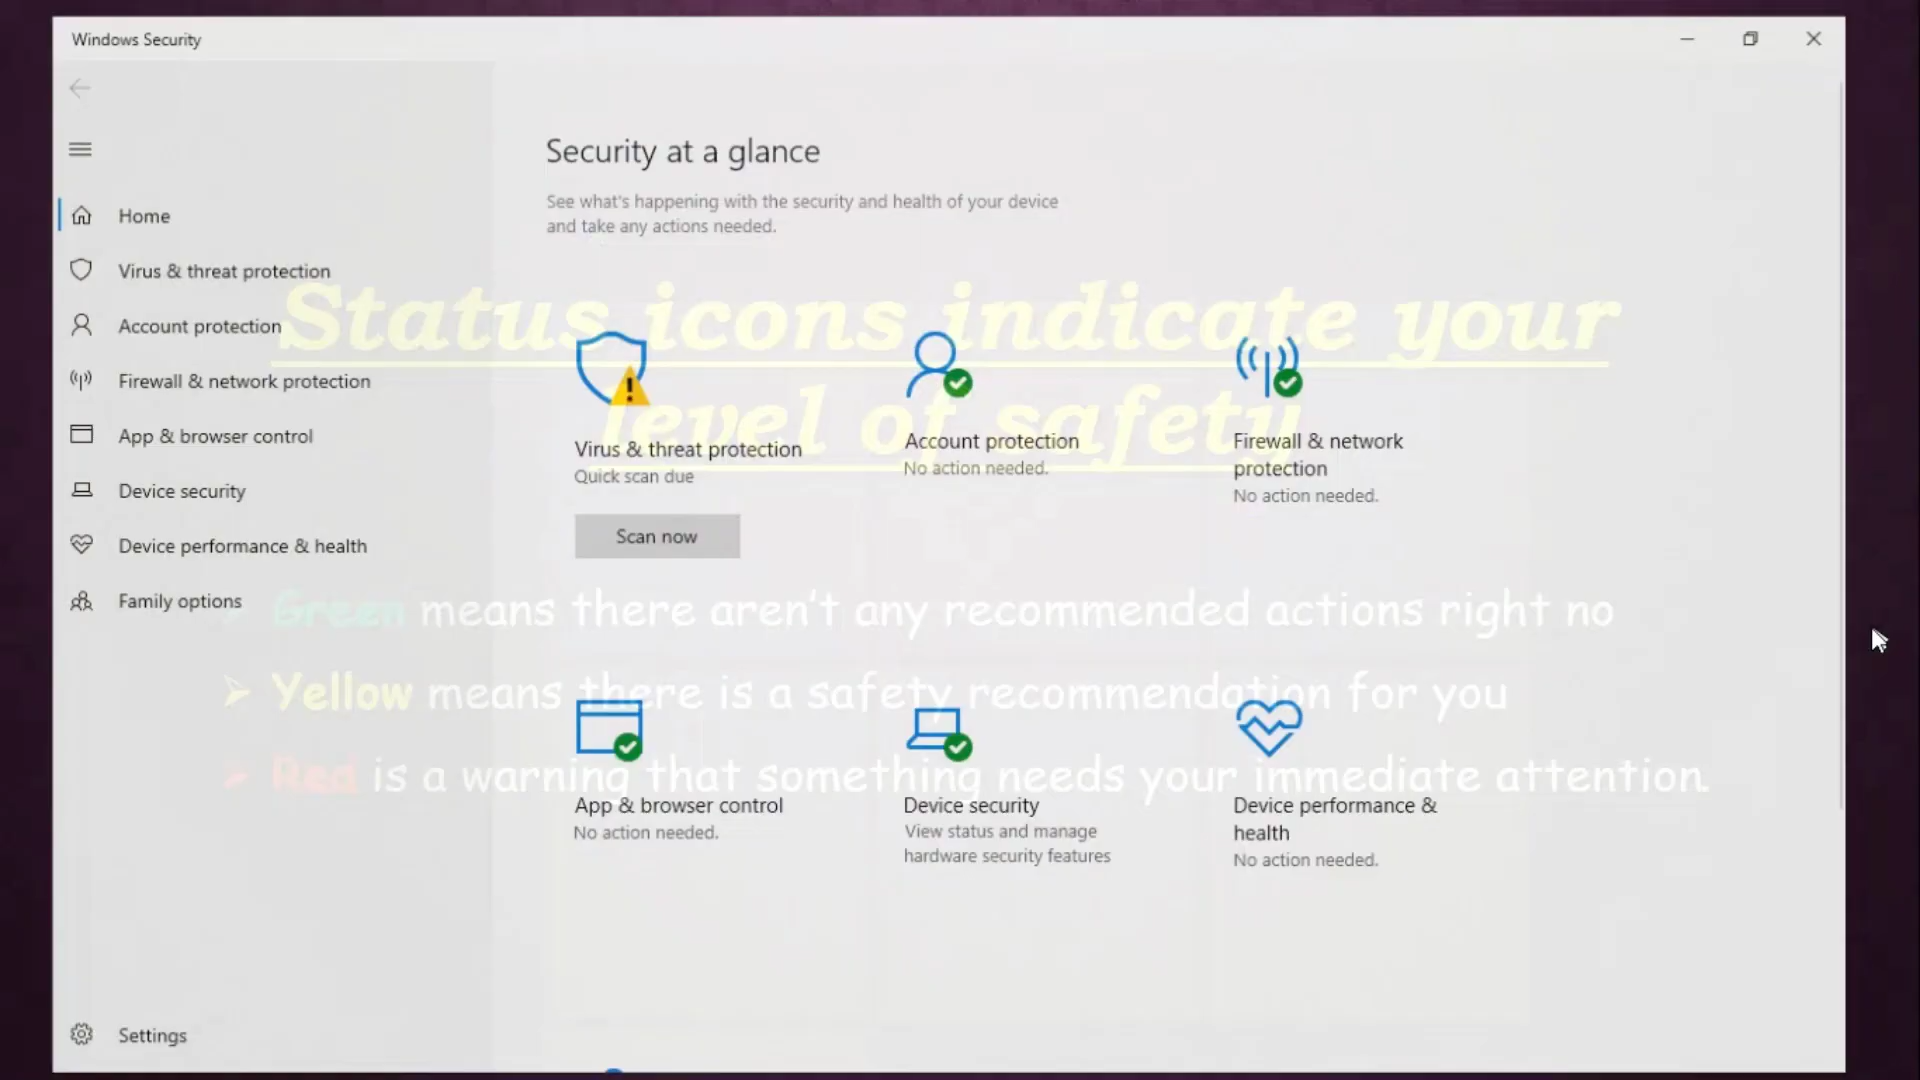 Windows Security
Home
Virus & threat protection
Account protection
Firewall & network protection
App & browser control
Device security
Device performance & health
Family options
Settings
Security at a glance
See what's happening with the security and health of your device
and take any actions needed.
Virus & threat protection
Quick scan due
Scan now
Account protection
No action needed.
Firewall & network
protection
No action needed.
App & browser control
No action needed.
Device security
View status and manage
hardware security features
Device performance &
health
No action needed.
Status icons indicate your
level of safety
Green means there aren't any recommended actions right no
Yellow means there is a safety recommendation for you
Red is a warning that something needs your immediate attention.